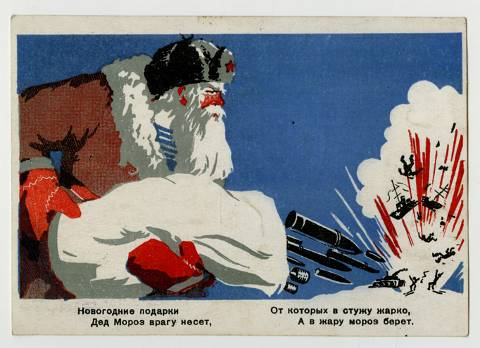 Новогодние подарки
Дед Мороз врагу несет,
От которых в стужу жарко,
А в жару мороз берет.